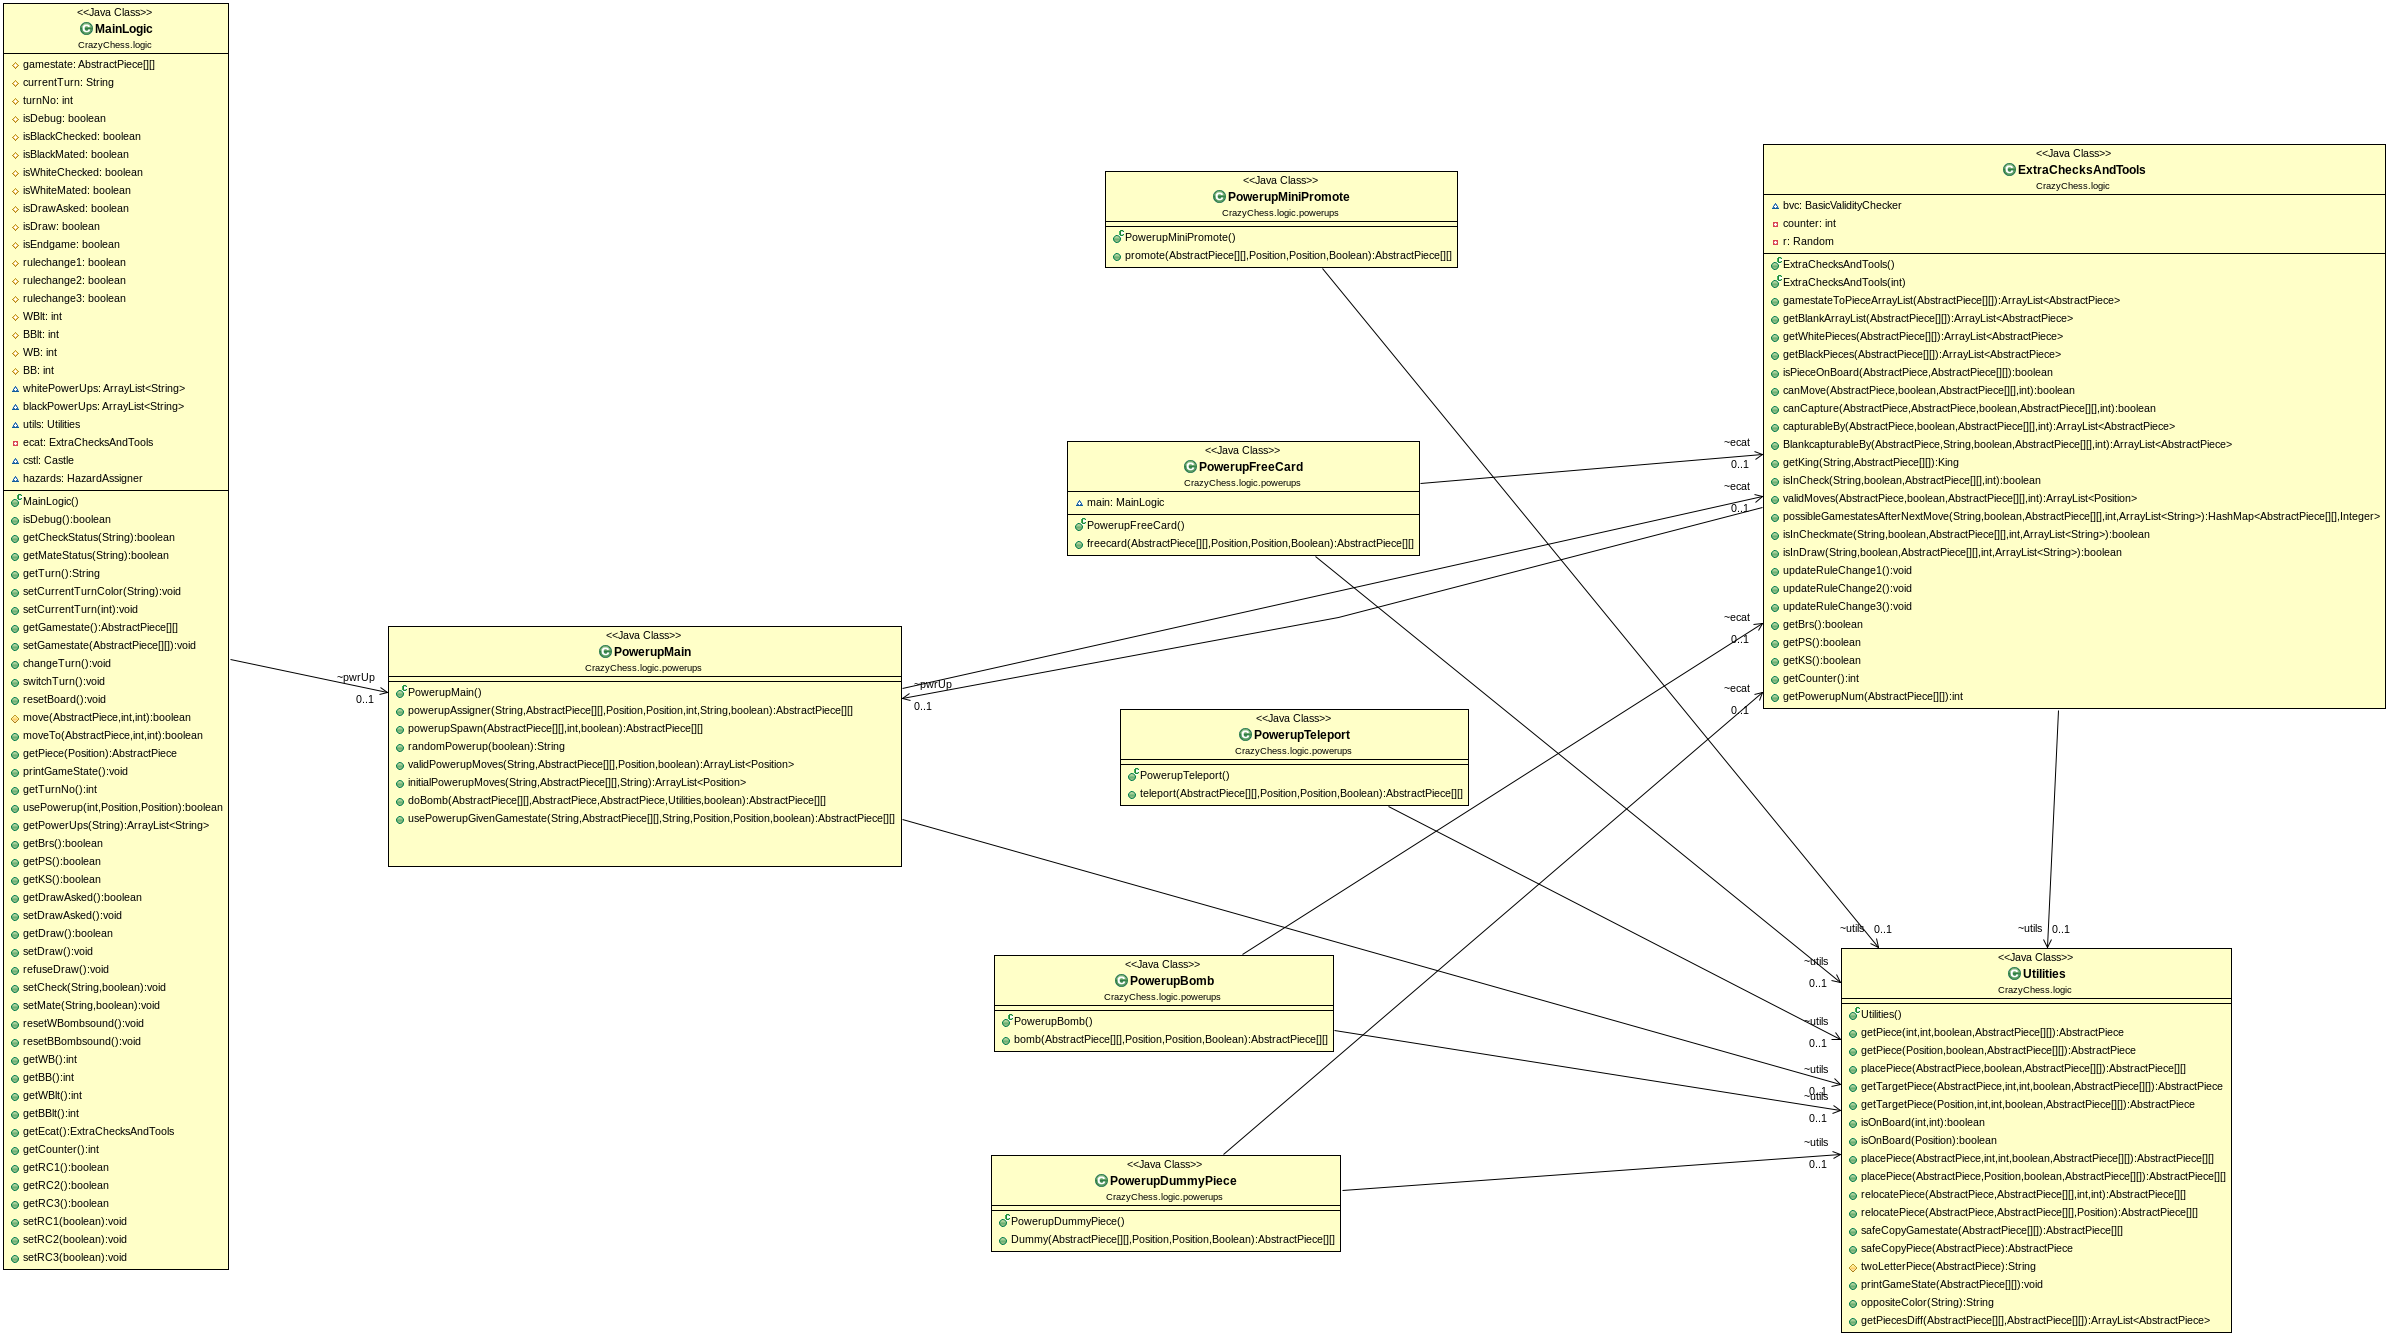 <<Java Class>>
MainLogic
CrazyChess.logic
gamestate: AbstractPiece[][]
currentTurn: String
turnNo: int
isDebug: boolean
isBlackChecked: boolean
isBlackMated: boolean
isWhiteChecked: boolean
isWhiteMated: boolean
isDrawAsked: boolean
isDraw: boolean
isEndgame: boolean
rulechange1: boolean
rulechange2: boolean
rulechange3: boolean
WBlt: int
BBlt: int
WB: int
BB: int
whitePowerUps: ArrayList<String>
blackPowerUps: ArrayList<String>
utils: Utilities
ecat: ExtraChecksAndTools
cstl: Castle
hazards: HazardAssigner
MainLogic()
isDebug():boolean
getCheckStatus(String):boolean
getMateStatus(String):boolean
getTurn():String
setCurrentTurnColor(String):void
setCurrentTurn(int):void
getGamestate():AbstractPiece[][]
setGamestate(AbstractPiece[][]):void
changeTurn():void
switchTurn():void
resetBoard():void
move(AbstractPiece,int,int):boolean
moveTo(AbstractPiece,int,int):boolean
getPiece(Position):AbstractPiece
printGameState():void
getTurnNo():int
usePowerup(int,Position,Position):boolean
getPowerUps(String):ArrayList<String>
getBrs():boolean
getPS():boolean
getKS():boolean
getDrawAsked():boolean
setDrawAsked():void
getDraw():boolean
setDraw():void
refuseDraw():void
setCheck(String,boolean):void
setMate(String,boolean):void
resetWBombsound():void
resetBBombsound():void
getWB():int
getBB():int
getWBlt():int
getBBlt():int
getEcat():ExtraChecksAndTools
getCounter():int
getRC1():boolean
getRC2():boolean
getRC3():boolean
setRC1(boolean):void
setRC2(boolean):void
setRC3(boolean):void
~pwrUp
0..1
<<Java Class>>
PowerupMain
CrazyChess.logic.powerups
PowerupMain()
powerupAssigner(String,AbstractPiece[][],Position,Position,int,String,boolean):AbstractPiece[][]
powerupSpawn(AbstractPiece[][],int,boolean):AbstractPiece[][]
randomPowerup(boolean):String
validPowerupMoves(String,AbstractPiece[][],Position,boolean):ArrayList<Position>
initialPowerupMoves(String,AbstractPiece[][],String):ArrayList<Position>
doBomb(AbstractPiece[][],AbstractPiece,AbstractPiece,Utilities,boolean):AbstractPiece[][]
usePowerupGivenGamestate(String,AbstractPiece[][],String,Position,Position,boolean):AbstractPiece[][]
~pwrUp
0..1
<<Java Class>>
PowerupMiniPromote
CrazyChess.logic.powerups
PowerupMiniPromote()
promote(AbstractPiece[][],Position,Position,Boolean):AbstractPiece[][]
<<Java Class>>
PowerupFreeCard
CrazyChess.logic.powerups
main: MainLogic
PowerupFreeCard()
freecard(AbstractPiece[][],Position,Position,Boolean):AbstractPiece[][]
<<Java Class>>
PowerupTeleport
CrazyChess.logic.powerups
PowerupTeleport()
teleport(AbstractPiece[][],Position,Position,Boolean):AbstractPiece[][]
<<Java Class>>
PowerupBomb
CrazyChess.logic.powerups
PowerupBomb()
bomb(AbstractPiece[][],Position,Position,Boolean):AbstractPiece[][]
<<Java Class>>
PowerupDummyPiece
CrazyChess.logic.powerups
PowerupDummyPiece()
Dummy(AbstractPiece[][],Position,Position,Boolean):AbstractPiece[][]
~ecat
0..1
~ecat
0..1
~ecat
0..1
~ecat
0..1
<<Java Class>>
ExtraChecksAndTools
CrazyChess.logic
bvc: BasicValidityChecker
counter: int
r: Random
ExtraChecksAndTools()
ExtraChecksAndTools(int)
gamestateToPieceArrayList(AbstractPiece[][]):ArrayList<AbstractPiece>
getBlankArrayList(AbstractPiece[][]):ArrayList<AbstractPiece>
getWhitePieces(AbstractPiece[][]):ArrayList<AbstractPiece>
getBlackPieces(AbstractPiece[][]):ArrayList<AbstractPiece>
isPieceOnBoard(AbstractPiece,AbstractPiece[][]):boolean
canMove(AbstractPiece,boolean,AbstractPiece[][],int):boolean
canCapture(AbstractPiece,AbstractPiece,boolean,AbstractPiece[][],int):boolean
capturableBy(AbstractPiece,boolean,AbstractPiece[][],int):ArrayList<AbstractPiece>
BlankcapturableBy(AbstractPiece,String,boolean,AbstractPiece[][],int):ArrayList<AbstractPiece>
getKing(String,AbstractPiece[][]):King
isInCheck(String,boolean,AbstractPiece[][],int):boolean
validMoves(AbstractPiece,boolean,AbstractPiece[][],int):ArrayList<Position>
possibleGamestatesAfterNextMove(String,boolean,AbstractPiece[][],int,ArrayList<String>):HashMap<AbstractPiece[][],Integer>
isInCheckmate(String,boolean,AbstractPiece[][],int,ArrayList<String>):boolean
isInDraw(String,boolean,AbstractPiece[][],int,ArrayList<String>):boolean
updateRuleChange1():void
updateRuleChange2():void
updateRuleChange3():void
getBrs():boolean
getPS():boolean
getKS():boolean
getCounter():int
getPowerupNum(AbstractPiece[][]):int
~utils 0..1
~utils 0..1
~utils
0..1
~utils
0..1
~utils
0..1
~utils
0..1
~utils
0..1
<<Java Class>>
Utilities
CrazyChess.logic
Utilities()
getPiece(int,int,boolean,AbstractPiece[][]):AbstractPiece
getPiece(Position,boolean,AbstractPiece[][]):AbstractPiece
placePiece(AbstractPiece,boolean,AbstractPiece[][]):AbstractPiece[][]
getTargetPiece(AbstractPiece,int,int,boolean,AbstractPiece[][]):AbstractPiece
getTargetPiece(Position,int,int,boolean,AbstractPiece[][]):AbstractPiece
isOnBoard(int,int):boolean
isOnBoard(Position):boolean
placePiece(AbstractPiece,int,int,boolean,AbstractPiece[][]):AbstractPiece[][]
placePiece(AbstractPiece,Position,boolean,AbstractPiece[][]):AbstractPiece[][]
relocatePiece(AbstractPiece,AbstractPiece[][],int,int):AbstractPiece[][]
relocatePiece(AbstractPiece,AbstractPiece[][],Position):AbstractPiece[][]
safeCopyGamestate(AbstractPiece[][]):AbstractPiece[][]
safeCopyPiece(AbstractPiece):AbstractPiece
twoLetterPiece(AbstractPiece):String
printGameState(AbstractPiece[][]):void
oppositeColor(String):String
getPiecesDiff(AbstractPiece[][],AbstractPiece[][]):ArrayList<AbstractPiece>